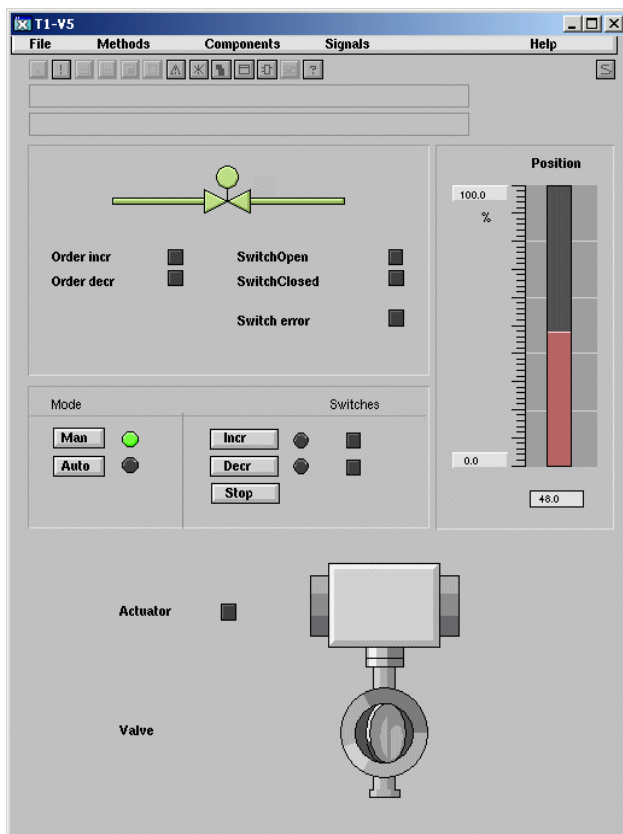 T1-V5
File Methods Components Signals Help
! ?
Position
100.0
%
Order incr SwitchOpen
Order decr SwitchClosed
Switch error
Mode Switches
Man Incr
Auto Decr
Stop
0.0
48.0
Actuator
Valve